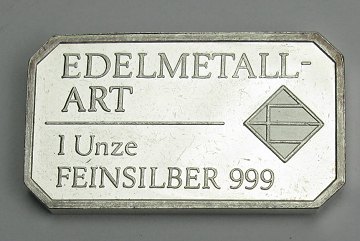 EDELMETALL-
ART
1 Unze
FEINSILBER 999